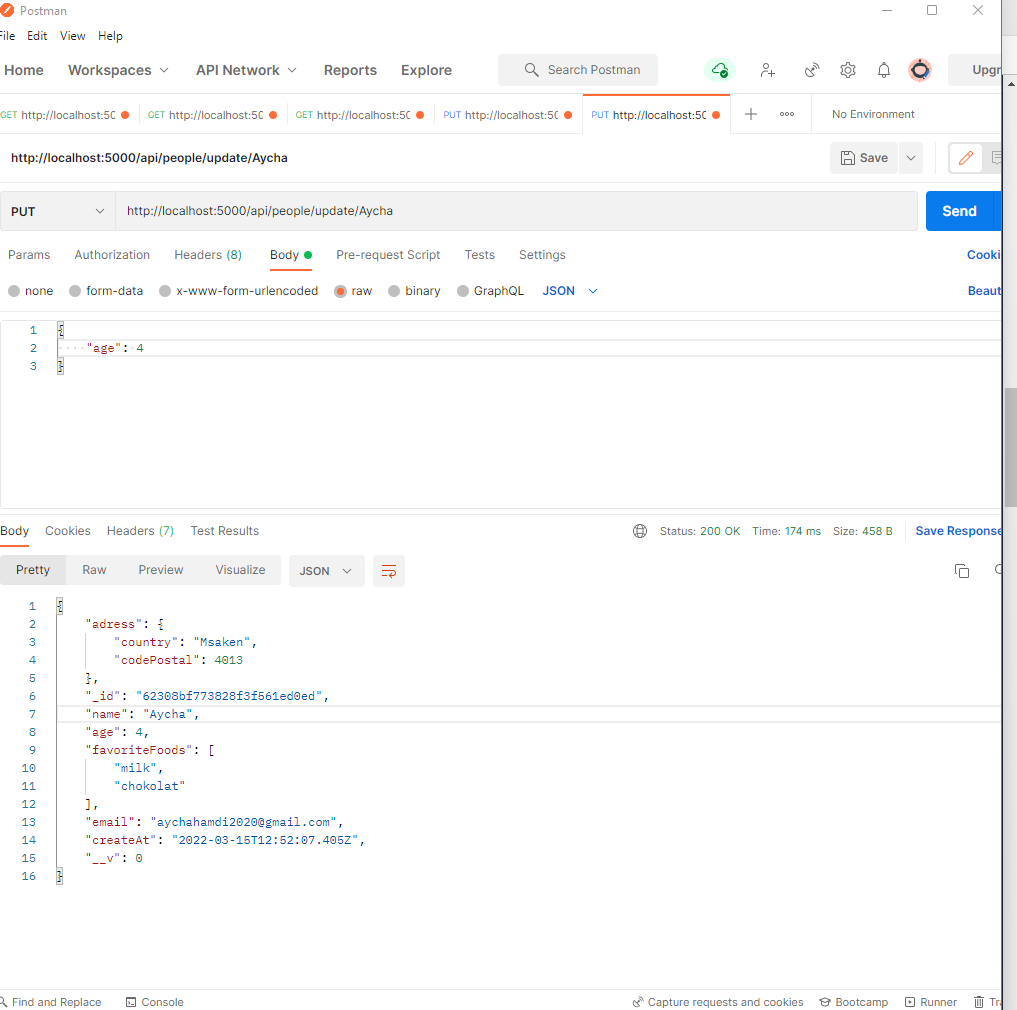 Postman
File Edit View Help
Home Workspaces API Network Reports Explore Search Postman Upgr
GET http://localhost:50 GET http://localhost:50 GET http://localhost:50 PUT http://localhost:50 PUT http://localhost:50 No Environment
http://localhost:5000/api/people/update/Aycha Save
PUT http://localhost:5000/api/people/update/Aycha Send
Params Authorization Headers (8) Body Pre-request Script Tests Settings Cooki
none form-data x-www-form-urlencoded raw binary GraphQL JSON Beaut
1 {
2 "age": 4
3 }
Body Cookies Headers (7) Test Results Status: 200 OK Time: 174 ms Size: 458 B Save Response
Pretty Raw Preview Visualize JSON
1 {
2 "adress": {
3 "country": "Msaken",
4 "codePostal": 4013
5 },
6 "_id": "62308bf773828f3f561ed0ed",
7 "name": "Aycha",
8 "age": 4,
9 "favoriteFoods": [
10 "milk",
11 "chokolat"
12 ],
13 "email": "aychahamdi2020@gmail.com",
14 "createAt": "2022-03-15T12:52:07.405Z",
15 "__v": 0
16 }
Find and Replace Console Capture requests and cookies Bootcamp Runner Tra